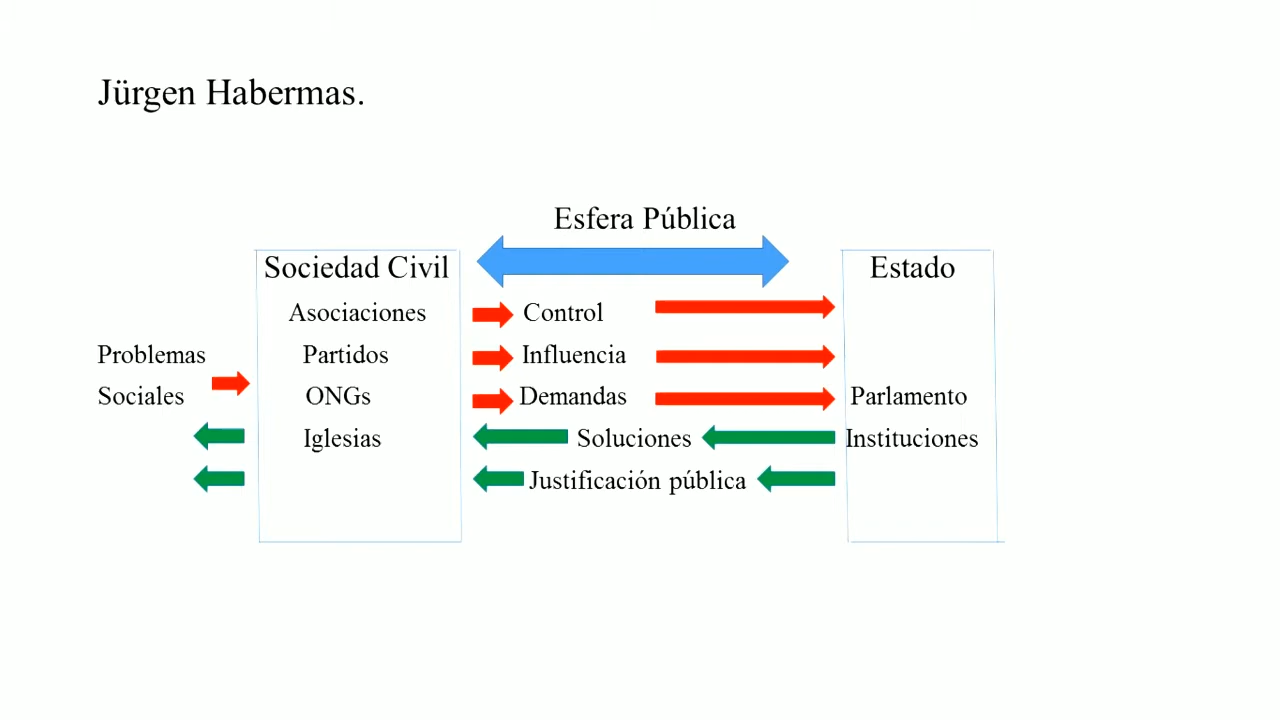 Jürgen Habermas.
Esfera Pública
Sociedad Civil
Estado
Asociaciones
Control
Problemas
Partidos
Influencia
Sociales
ONGs
Demandas
Parlamento
Iglesias
Soluciones
Instituciones
Justificación pública